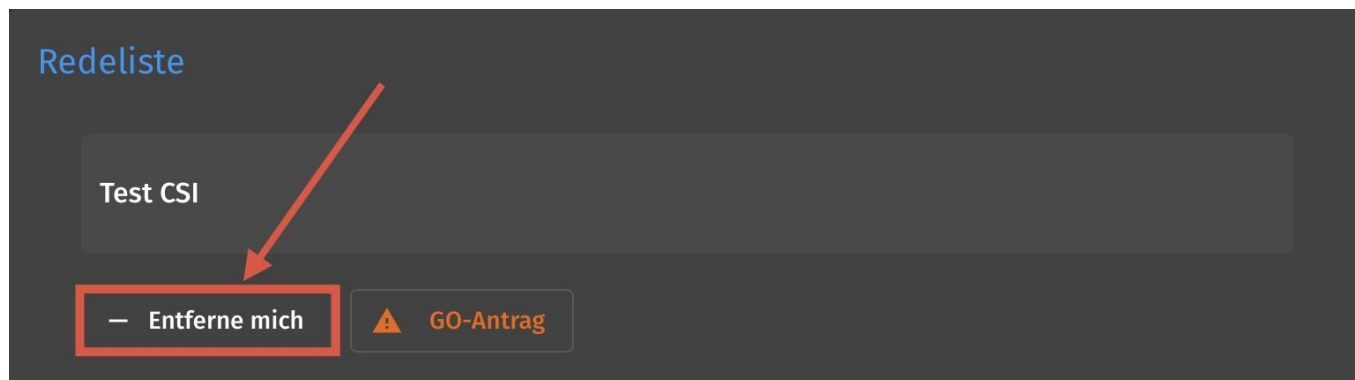 Redeliste
Test CSI
— Entferne mich
GO-Antrag